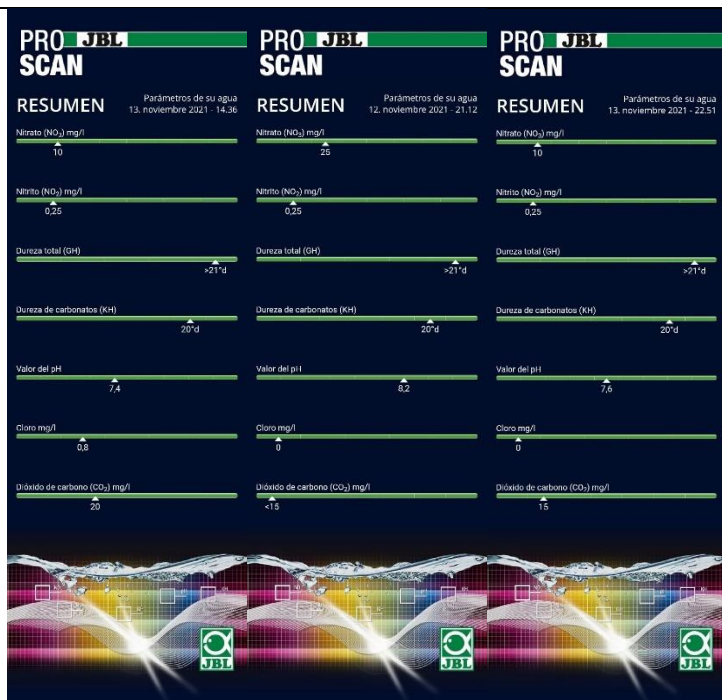 PRO JBL
SCAN
RESUMEN
Parámetros de su agua
13. noviembre 2021 - 14.36
Nitrato (NO₃) mg/l
10
Nitrito (NO₂) mg/l
0,25
Dureza total (GH)
>21°d
Dureza de carbonatos (KH)
20°d
Valor del pH
7,4
Cloro mg/l
0,8
Dióxido de carbono (CO₂) mg/l
20
JBL
PRO JBL
SCAN
RESUMEN
Parámetros de su agua
12. noviembre 2021 - 21.12
Nitrato (NO₃) mg/l
25
Nitrito (NO₂) mg/l
0,25
Dureza total (GH)
>21°d
Dureza de carbonatos (KH)
20°d
Valor del pH
8,2
Cloro mg/l
0
Dióxido de carbono (CO₂) mg/l
<15
JBL
PRO JBL
SCAN
RESUMEN
Parámetros de su agua
13. noviembre 2021 - 22.51
Nitrato (NO₃) mg/l
10
Nitrito (NO₂) mg/l
0,25
Dureza total (GH)
>21°d
Dureza de carbonatos (KH)
20°d
Valor del pH
7,6
Cloro mg/l
0
Dióxido de carbono (CO₂) mg/l
15
JBL